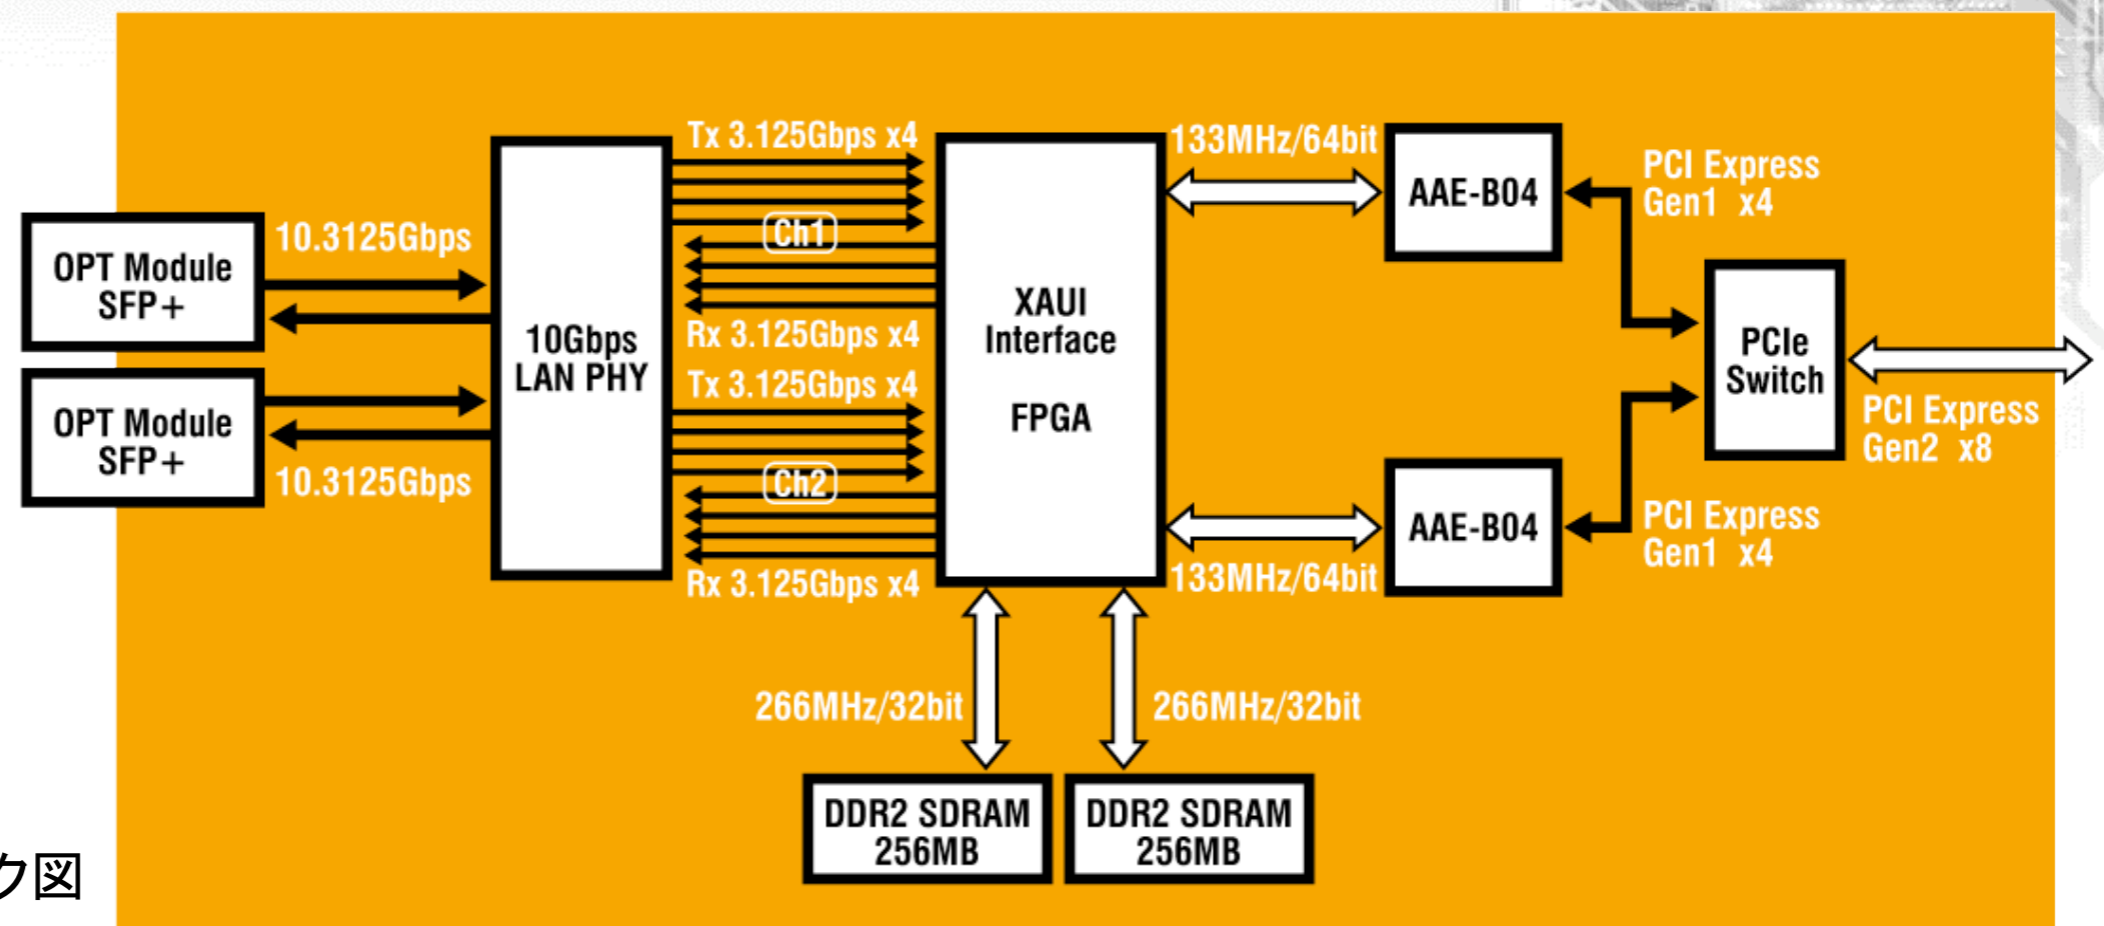 OPT Module
SFP+
10.3125Gbps
OPT Module
SFP+
10.3125Gbps
10Gbps
LAN PHY
Tx 3.125Gbps x4
Ch1
Rx 3.125Gbps x4
Tx 3.125Gbps x4
Ch2
Rx 3.125Gbps x4
XAUI
Interface
FPGA
133MHz/64bit
133MHz/64bit
AAE-B04
AAE-B04
PCI Express
Gen1 x4
PCI Express
Gen1 x4
PCIe
Switch
PCI Express
Gen2 x8
266MHz/32bit
266MHz/32bit
DDR2 SDRAM
256MB
DDR2 SDRAM
256MB
ク図